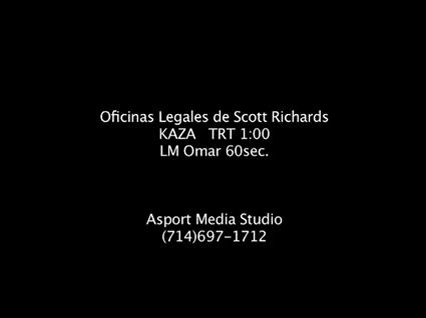 Oficinas Legales de Scott Richards
KAZA TRT 1:00
LM Omar 60sec.
Asport Media Studio
(714)697-1712